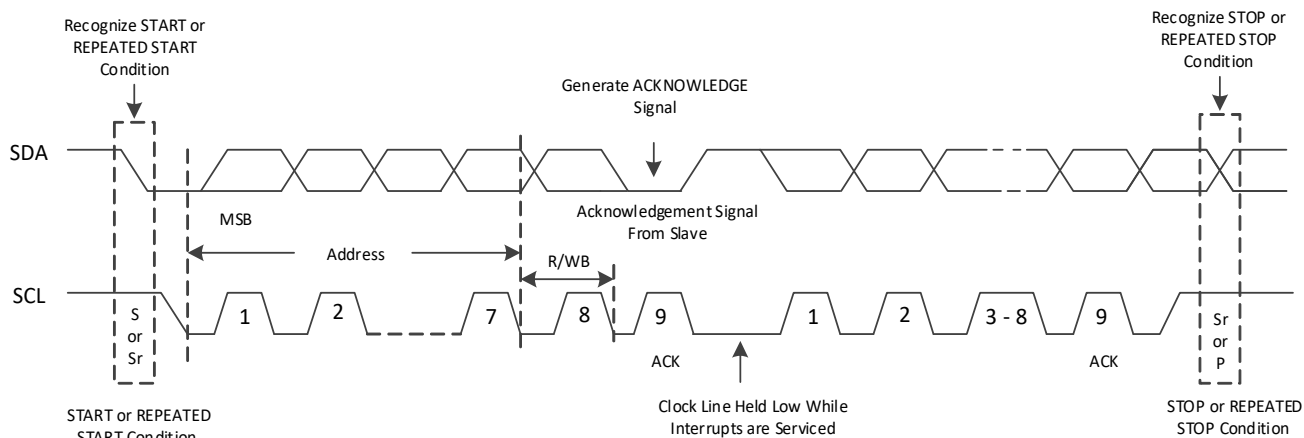 Recognize START or
REPEATED START
Condition
Recognize STOP or
REPEATED STOP
Condition
Generate ACKNOWLEDGE
Signal
SDA
MSB
Acknowledgement Signal
From Slave
Address
R/WB
SCL
S
or
Sr
1
2
7
8
9
1
2
3 - 8
9
Sr
or
P
ACK
ACK
START or REPEATED
START Condition
Clock Line Held Low While
Interrupts are Serviced
STOP or REPEATED
STOP Condition